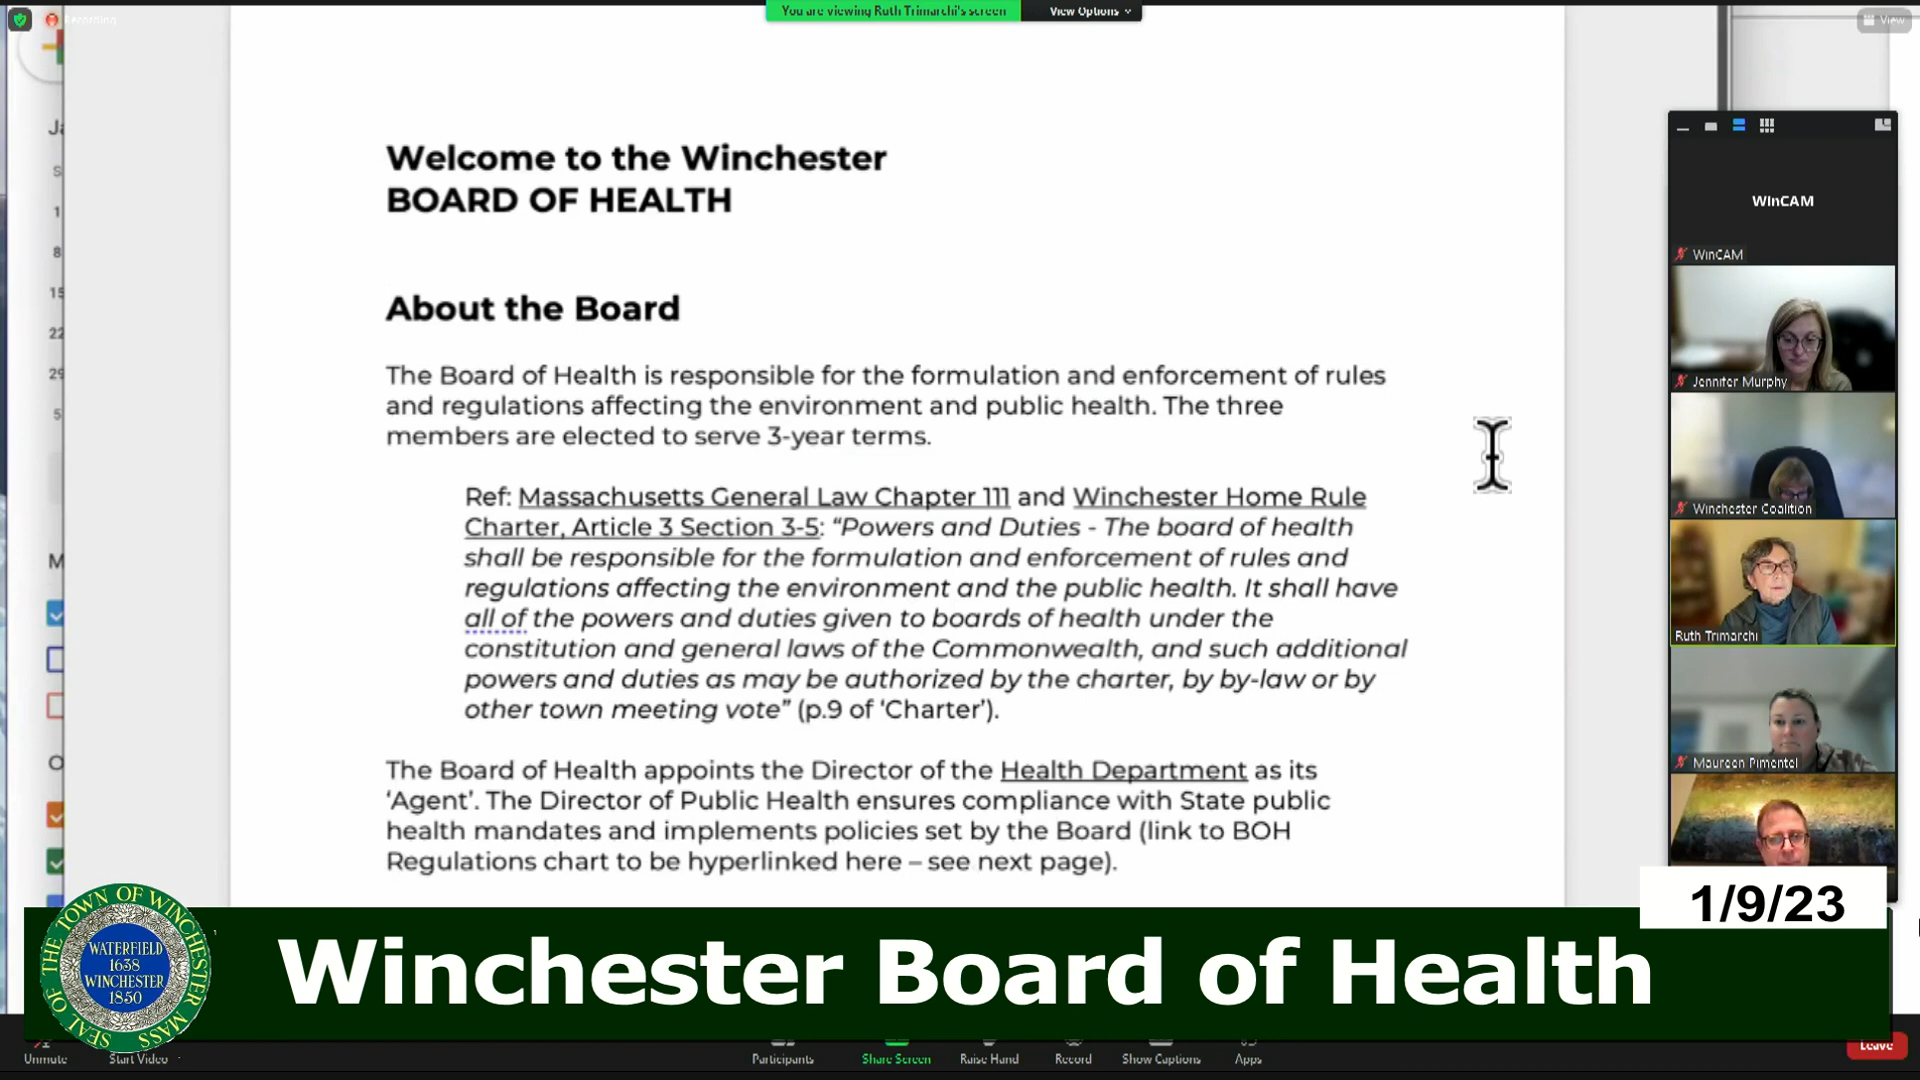 Recording
You are viewing Ruth Trimarchi's screen
View Options
View
Welcome to the Winchester
BOARD OF HEALTH
About the Board
The Board of Health is responsible for the formulation and enforcement of rules
and regulations affecting the environment and public health. The three
members are elected to serve 3-year terms.
Ref: Massachusetts General Law Chapter 111 and Winchester Home Rule
Charter, Article 3 Section 3-5: “Powers and Duties - The board of health
shall be responsible for the formulation and enforcement of rules and
regulations affecting the environment and the public health. It shall have
all of the powers and duties given to boards of health under the
constitution and general laws of the Commonwealth, and such additional
powers and duties as may be authorized by the charter, by by-law or by
other town meeting vote” (p.9 of ‘Charter’).
The Board of Health appoints the Director of the Health Department as its
‘Agent’. The Director of Public Health ensures compliance with State public
health mandates and implements policies set by the Board (link to BOH
Regulations chart to be hyperlinked here – see next page).
S
1
8
15
22
29
5
M
O
WinCAM
WinCAM
Jennifer Murphy
Winchester Coalition
Ruth Trimarchi
Maureen Pimentel
1/9/23
THE TOWN OF WINCHESTER MASS SEAL OF
WATERFIELD
1638
WINCHESTER
1850
Winchester Board of Health
Unmute
Start Video
Participants
Share Screen
Raise Hand
Record
Show Captions
Apps
Leave